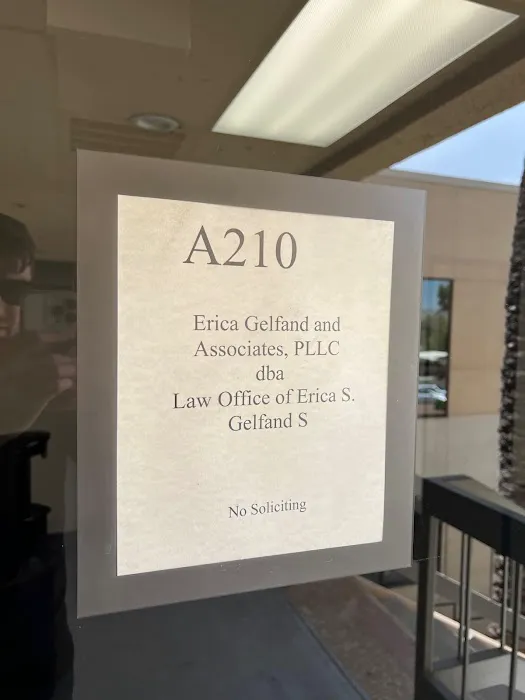 A210
Erica Gelfand and
Associates, PLLC
dba
Law Office of Erica S.
Gelfand S
No Soliciting